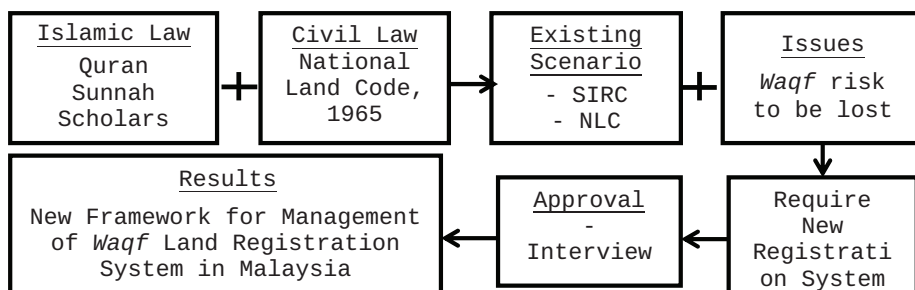 Islamic Law
Quran
Sunnah
Scholars
+
Civil Law
National
Land Code,
1965
Existing
Scenario
- SIRC
- NLC
+
Issues
Waqf risk
to be lost
Require
New
Registrati
on System
Approval
-
Interview
Results
New Framework for Management
of Waqf Land Registration
System in Malaysia